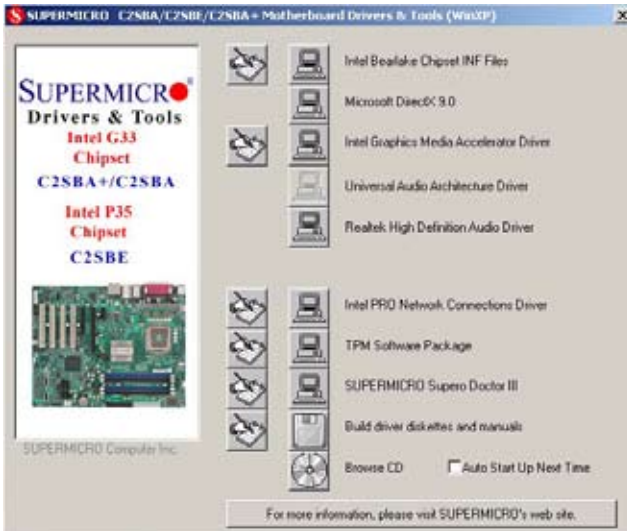 SUPERMICRO C2SBA/C2SBE/C2SBA+ Motherboard Drivers & Tools (WinXP)
SUPERMICRO
Drivers & Tools
Intel G33
Chipset
C2SBA+/C2SBA
Intel P35
Chipset
C2SBE
SUPERMICRO Computer Inc.
Intel Bearlake Chipset INF Files
Microsoft DirectX 9.0
Intel Graphics Media Accelerator Driver
Universal Audio Architecture Driver
Realtek High Definition Audio Driver
Intel PRO Network Connections Driver
TPM Software Package
SUPERMICRO Supero Doctor III
Build driver diskettes and manuals
Browse CD
Auto Start Up Next Time
For more information, please visit SUPERMICRO's web site.